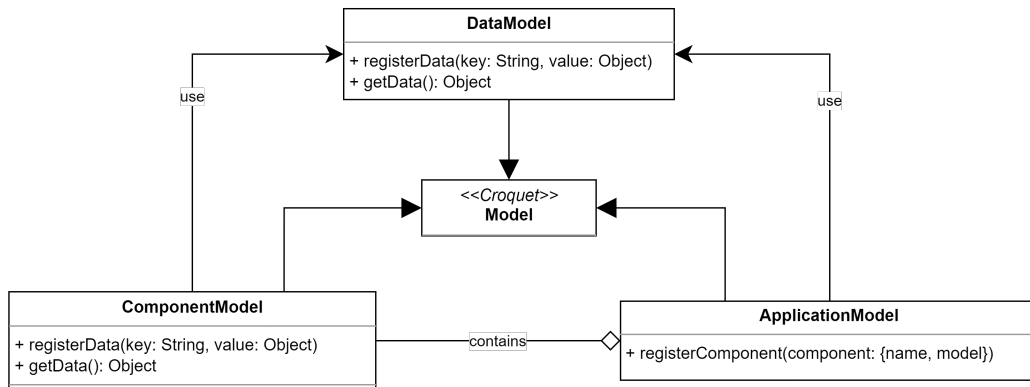 DataModel
+ registerData(key: String, value: Object)
+ getData(): Object
use
use
<<Croquet>>
Model
ComponentModel
+ registerData(key: String, value: Object)
+ getData(): Object
contains
ApplicationModel
+ registerComponent(component: {name, model})